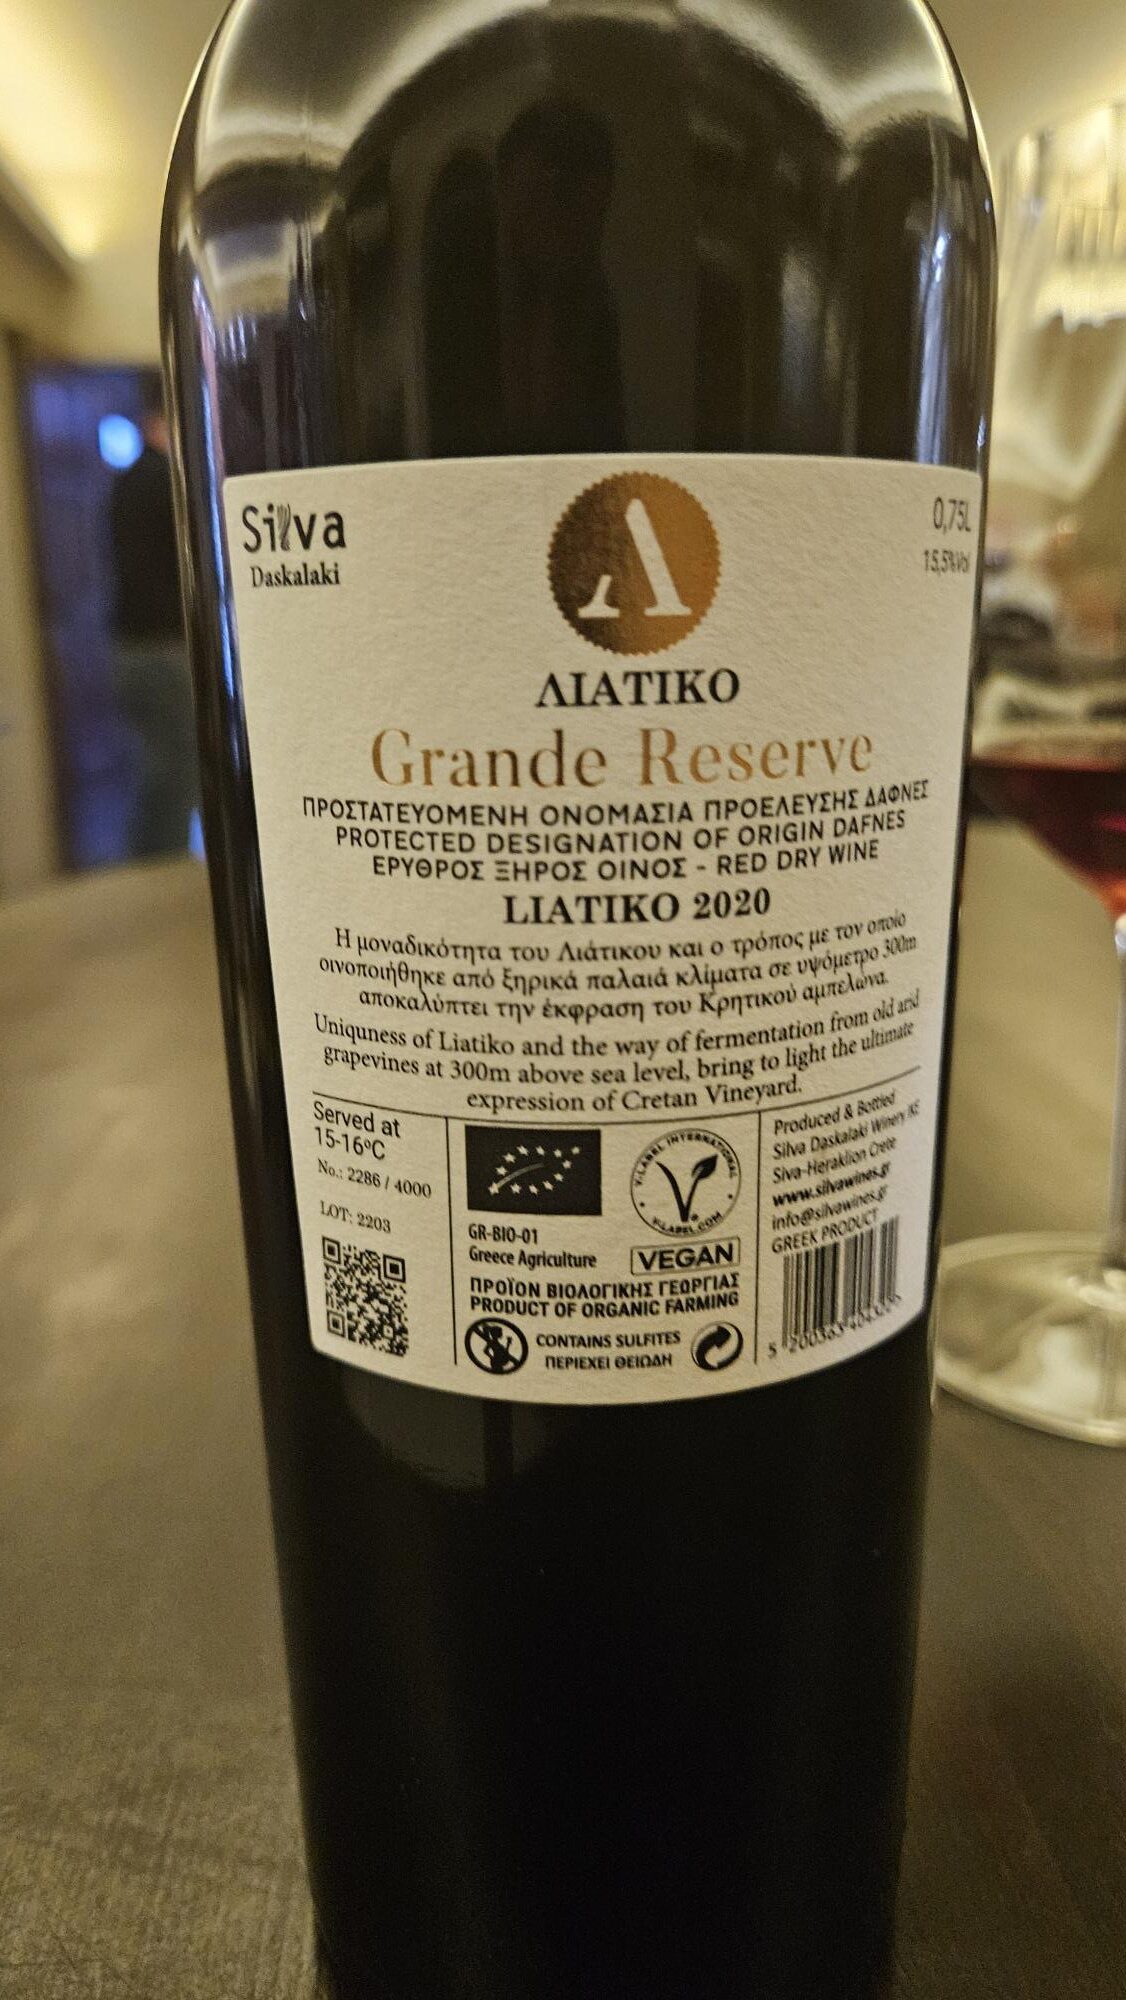 Silva
Daskalaki
0,75L
15,5%Vol
Λ
ΛΙΑΤΙΚΟ
Grande Reserve
ΠΡΟΣΤΑΤΕΥΟΜΕΝΗ ΟΝΟΜΑΣΙΑ ΠΡΟΕΛΕΥΣΗΣ ΔΑΦΝΕΣ
PROTECTED DESIGNATION OF ORIGIN DAFNES
ΕΡΥΘΡΟΣ ΞΗΡΟΣ ΟΙΝΟΣ - RED DRY WINE
LIATIKO 2020
Η μοναδικότητα του Λιάτικου και ο τρόπος με τον οποίο
οινοποιήθηκε από ξηρικά παλαιά κλίματα σε υψόμετρο 300m
αποκαλύπτει την έκφραση του Κρητικού αμπελώνα.
Uniquness of Liatiko and the way of fermentation from old arid
grapevines at 300m above sea level, bring to light the ultimate
expression of Cretan Vineyard.
Served at
15-16ºC
No.: 2286 / 4000
LOT: 2203
GR-BIO-01
Greece Agriculture
V-LABEL INTERNATIONAL
V-LABEL.COM
VEGAN
ΠΡΟΪΟΝ ΒΙΟΛΟΓΙΚΗΣ ΓΕΩΡΓΙΑΣ
PRODUCT OF ORGANIC FARMING
CONTAINS SULFITES
ΠΕΡΙΕΧΕΙ ΘΕΙΩΔΗ
Produced & Bottled
Silva Daskalaki Winery IKE
Siva-Heraklion Crete
www.silvawines.gr
info@silvawines.gr
GREEK PRODUCT